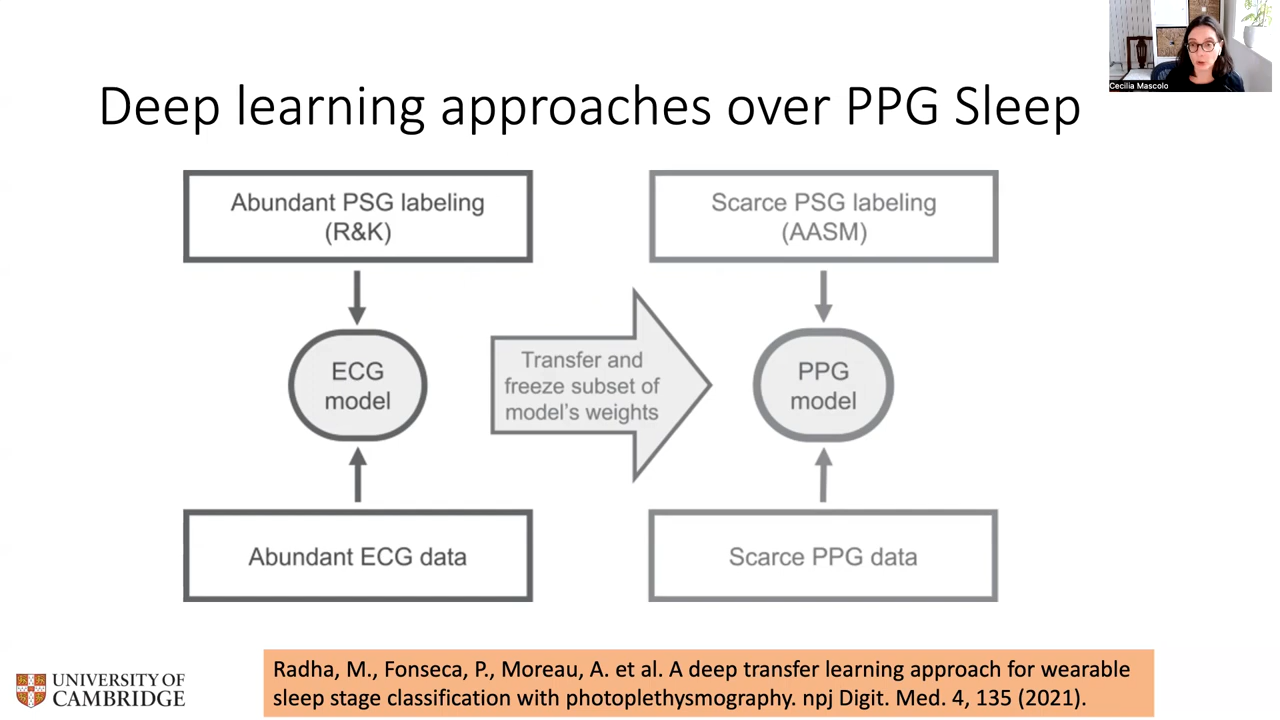 Cecilia Mascolo
Deep learning approaches over PPG Sleep
Abundant PSG labeling
(R&K)
Scarce PSG labeling
(AASM)
ECG
model
Transfer and
freeze subset of
model's weights
PPG
model
Abundant ECG data
Scarce PPG data
UNIVERSITY OF
CAMBRIDGE
Radha, M., Fonseca, P., Moreau, A. et al. A deep transfer learning approach for wearable
sleep stage classification with photoplethysmography. npj Digit. Med. 4, 135 (2021).